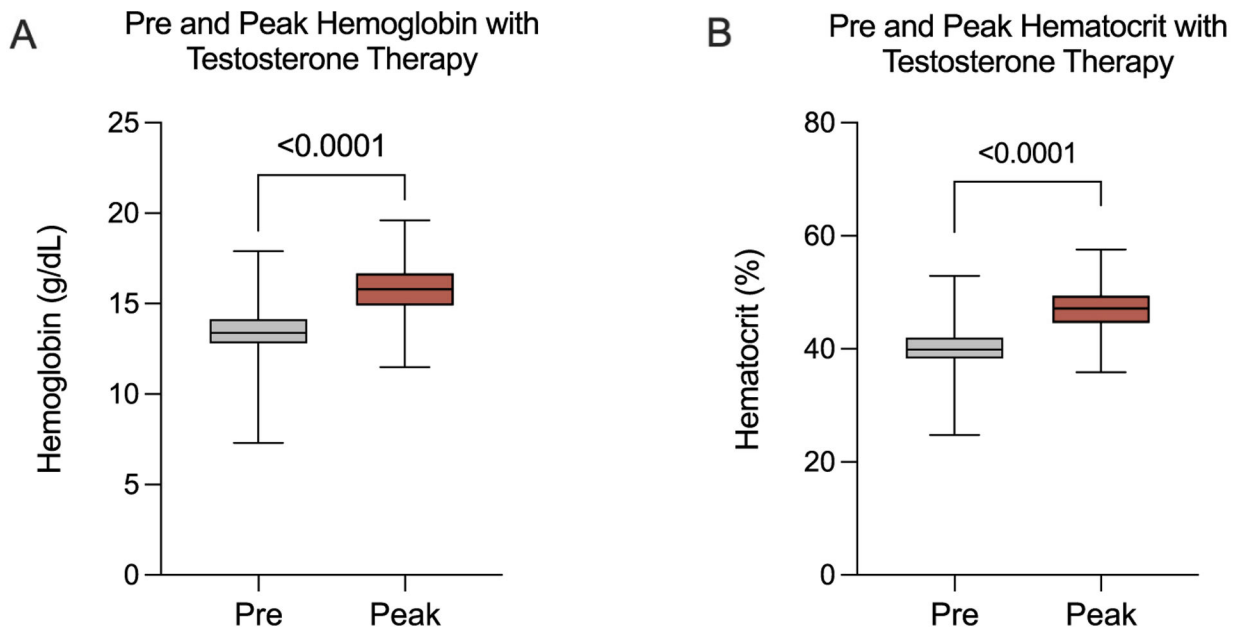 A
Pre and Peak Hemoglobin with
Testosterone Therapy
25
20
15
10
5
0
Hemoglobin (g/dL)
<0.0001
Pre
Peak
B
Pre and Peak Hematocrit with
Testosterone Therapy
80
60
40
20
0
Hematocrit (%)
<0.0001
Pre
Peak